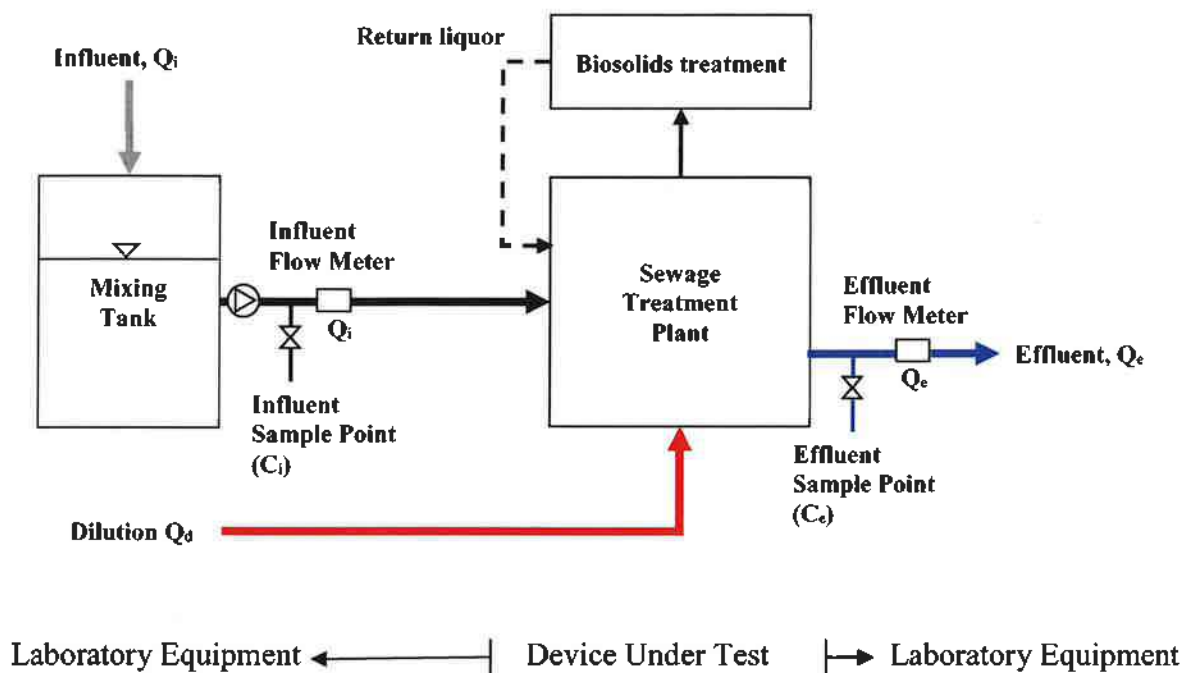 Return liquor
Influent, Qi
Biosolids treatment
Influent
Flow Meter
Mixing
Tank
Qi
Sewage
Treatment
Plant
Effluent
Flow Meter
Effluent, Qe
Qe
Influent
Sample Point
(Ci)
Effluent
Sample Point
(Ce)
Dilution Qd
Laboratory Equipment
Device Under Test
Laboratory Equipment